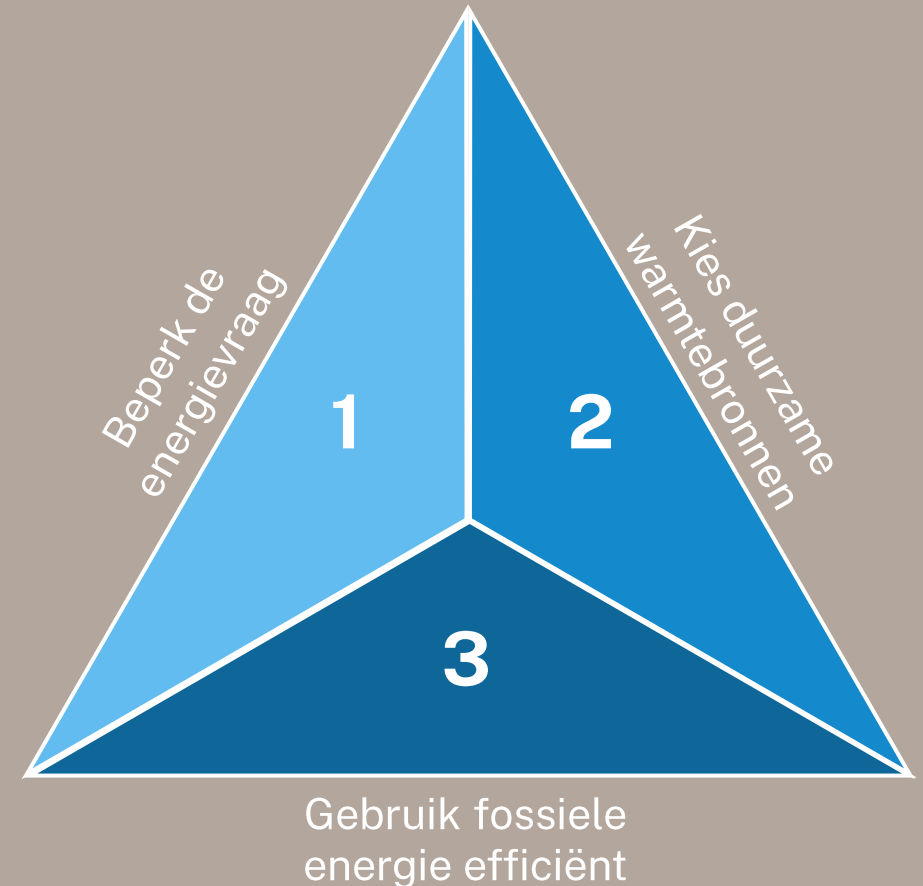 Beperk de
energievraag
1
Kies duurzame
warmtebronnen
2
3
Gebruik fossiele
energie efficiënt